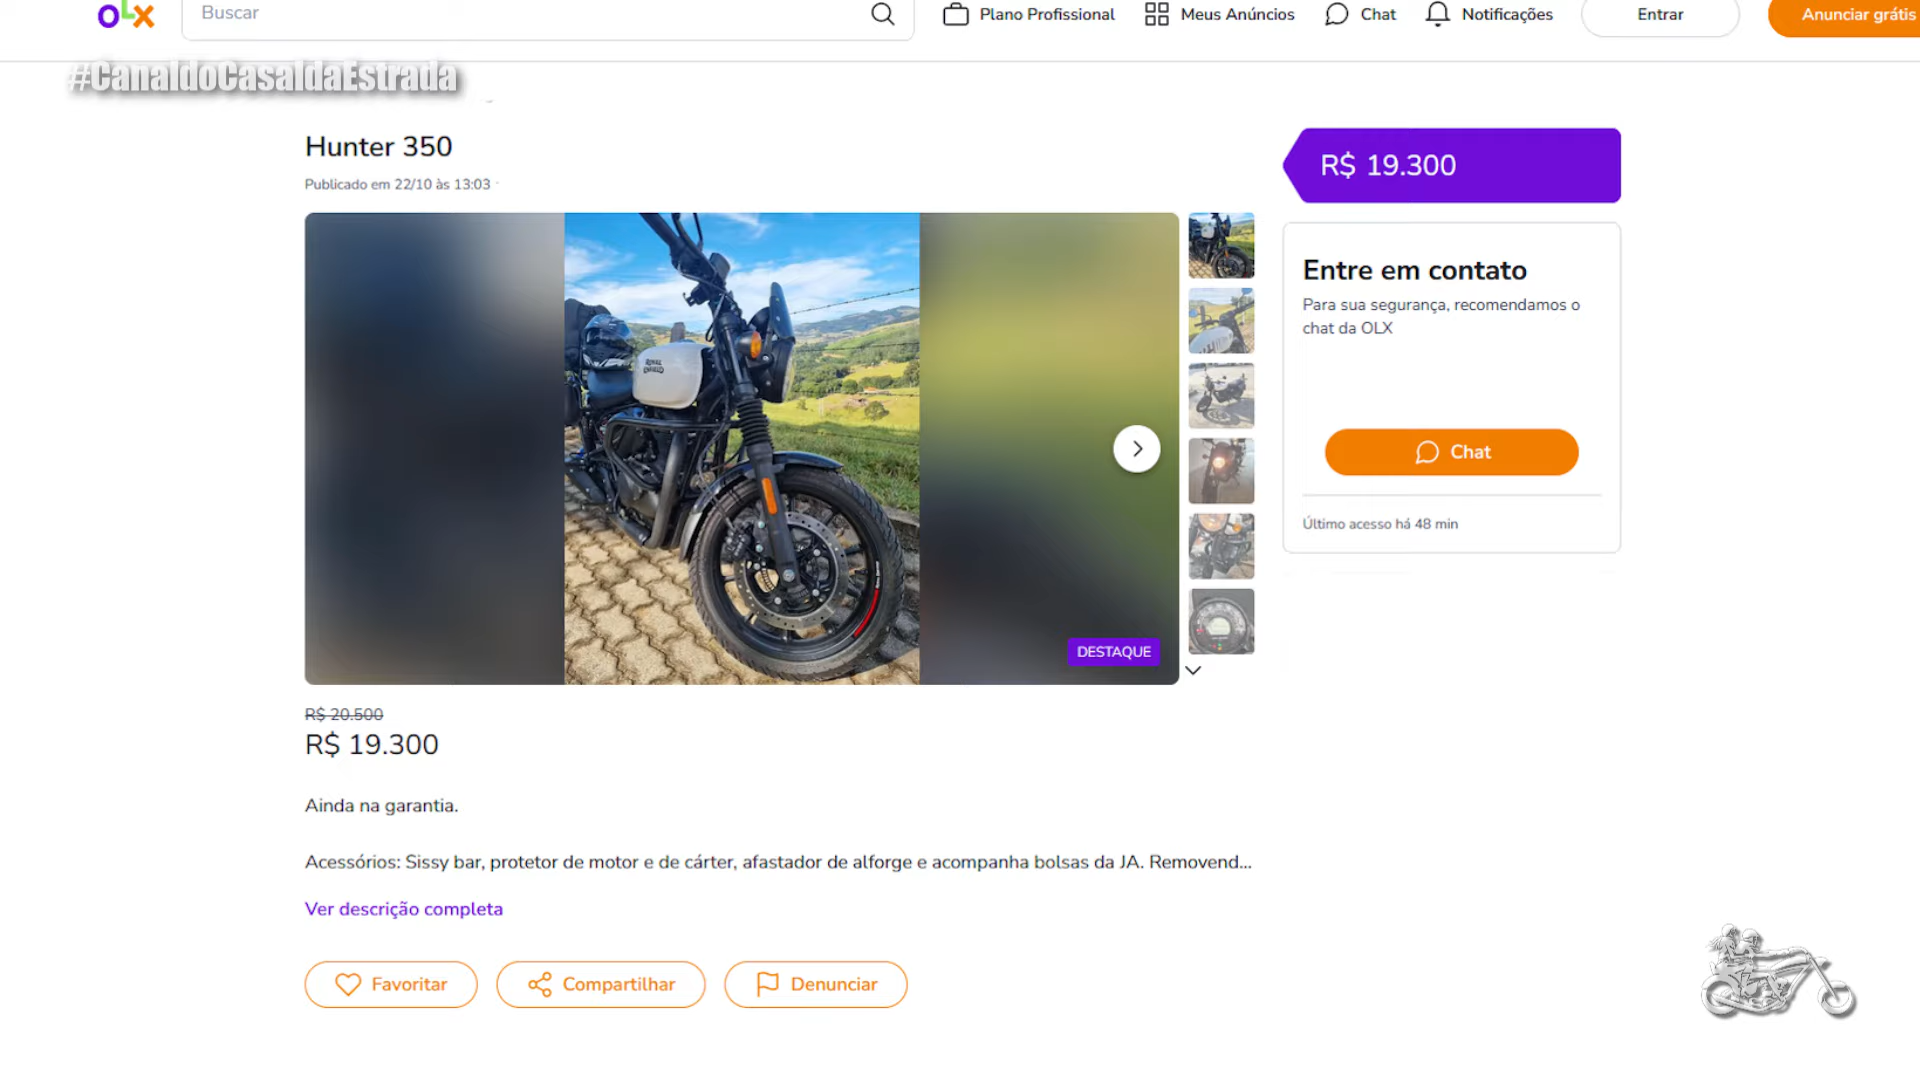 OLX
Buscar
Plano Profissional
Meus Anúncios
Chat
Notificações
Entrar
Anunciar grátis
#CanaldoCasaldaEstrada
Hunter 350
Publicado em 22/10 às 13:03
R$ 19.300
Entre em contato
Para sua segurança, recomendamos o
chat da OLX
Chat
Último acesso há 48 min
ROYAL
ENFIELD
DESTAQUE
R$ 20.500
R$ 19.300
Ainda na garantia.
Acessórios: Sissy bar, protetor de motor e de cárter, afastador de alforge e acompanha bolsas da JA. Removend...
Ver descrição completa
Favoritar
Compartilhar
Denunciar